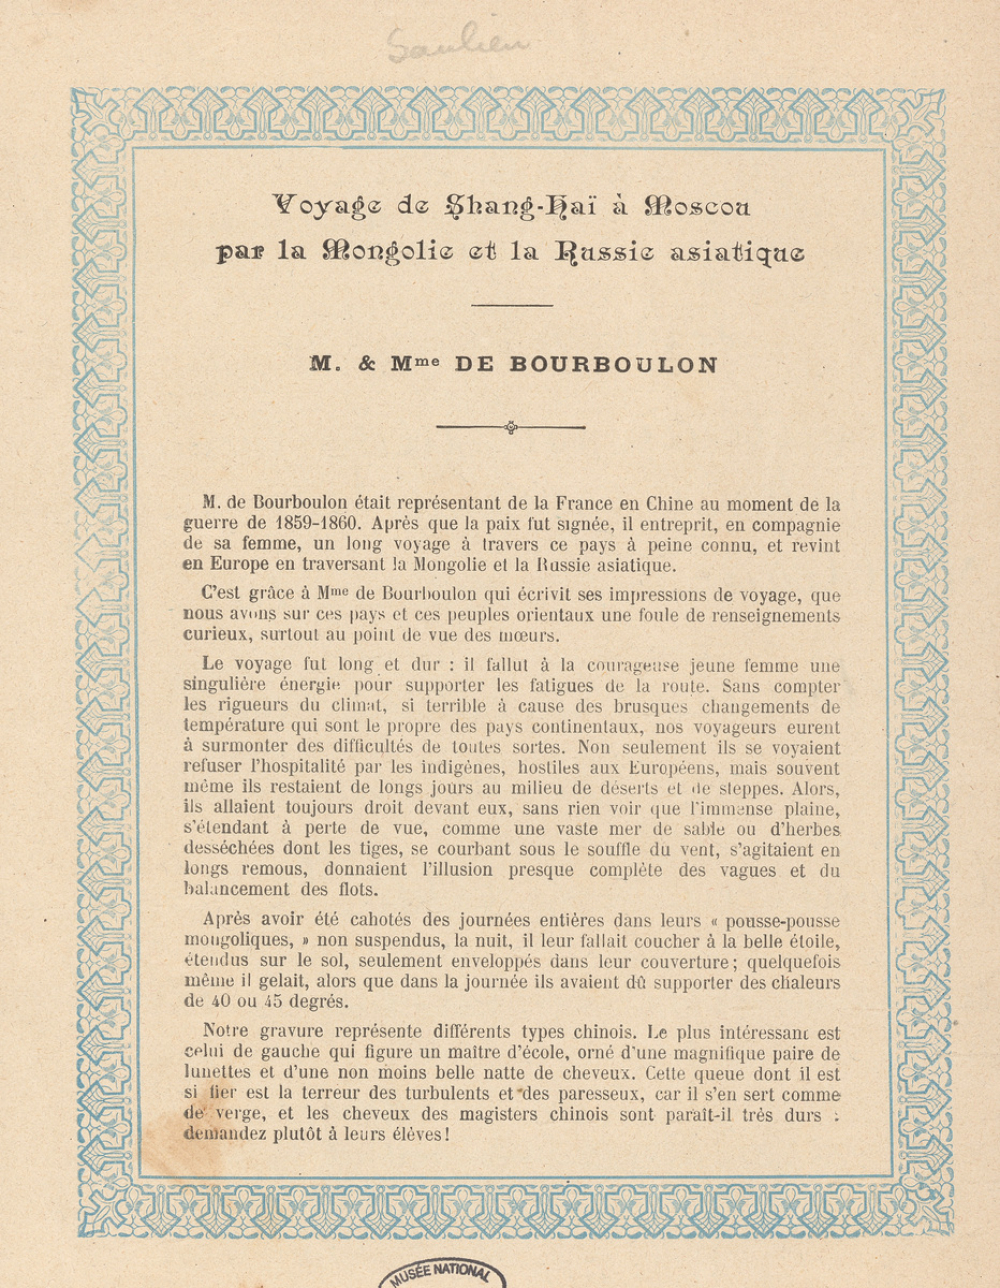 Saulieu
Voyage de Shang-Haï à Moscou
par la Mongolie et la Russie asiatique
M. & Mme DE BOURBOULON
M. de Bourboulon était représentant de la France en Chine au moment de la
guerre de 1859-1860. Après que la paix fut signée, il entreprit, en compagnie
de sa femme, un long voyage à travers ce pays à peine connu, et revint
en Europe en traversant la Mongolie et la Russie asiatique.
C'est grâce à Mme de Bourboulon qui écrivit ses impressions de voyage, que
nous avons sur ces pays et ces peuples orientaux une foule de renseignements
curieux, surtout au point de vue des mœurs.
Le voyage fut long et dur : il fallut à la courageuse jeune femme une
singulière énergie pour supporter les fatigues de la route. Sans compter
les rigueurs du climat, si terrible à cause des brusques changements de
température qui sont le propre des pays continentaux, nos voyageurs eurent
à surmonter des difficultés de toutes sortes. Non seulement ils se voyaient
refuser l'hospitalité par les indigènes, hostiles aux Européens, mais souvent
même ils restaient de longs jours au milieu de déserts et de steppes. Alors,
ils allaient toujours droit devant eux, sans rien voir que l'immense plaine,
s'étendant à perte de vue, comme une vaste mer de sable ou d'herbes
desséchées dont les tiges, se courbant sous le souffle du vent, s'agitaient en
longs remous, donnaient l'illusion presque complète des vagues et du
balancement des flots.
Après avoir été cahotés des journées entières dans leurs « pousse-pousse
mongoliques, » non suspendus, la nuit, il leur fallait coucher à la belle étoile,
étendus sur le sol, seulement enveloppés dans leur couverture ; quelquefois
même il gelait, alors que dans la journée ils avaient dû supporter des chaleurs
de 40 ou 45 degrés.
Notre gravure représente différents types chinois. Le plus intéressant est
celui de gauche qui figure un maître d'école, orné d'une magnifique paire de
lunettes et d'une non moins belle natte de cheveux. Cette queue dont il est
si fier est la terreur des turbulents et des paresseux, car il s'en sert comme
de verge, et les cheveux des magisters chinois sont paraît-il très durs :
demandez plutôt à leurs élèves !
MUSÉE NATIONAL